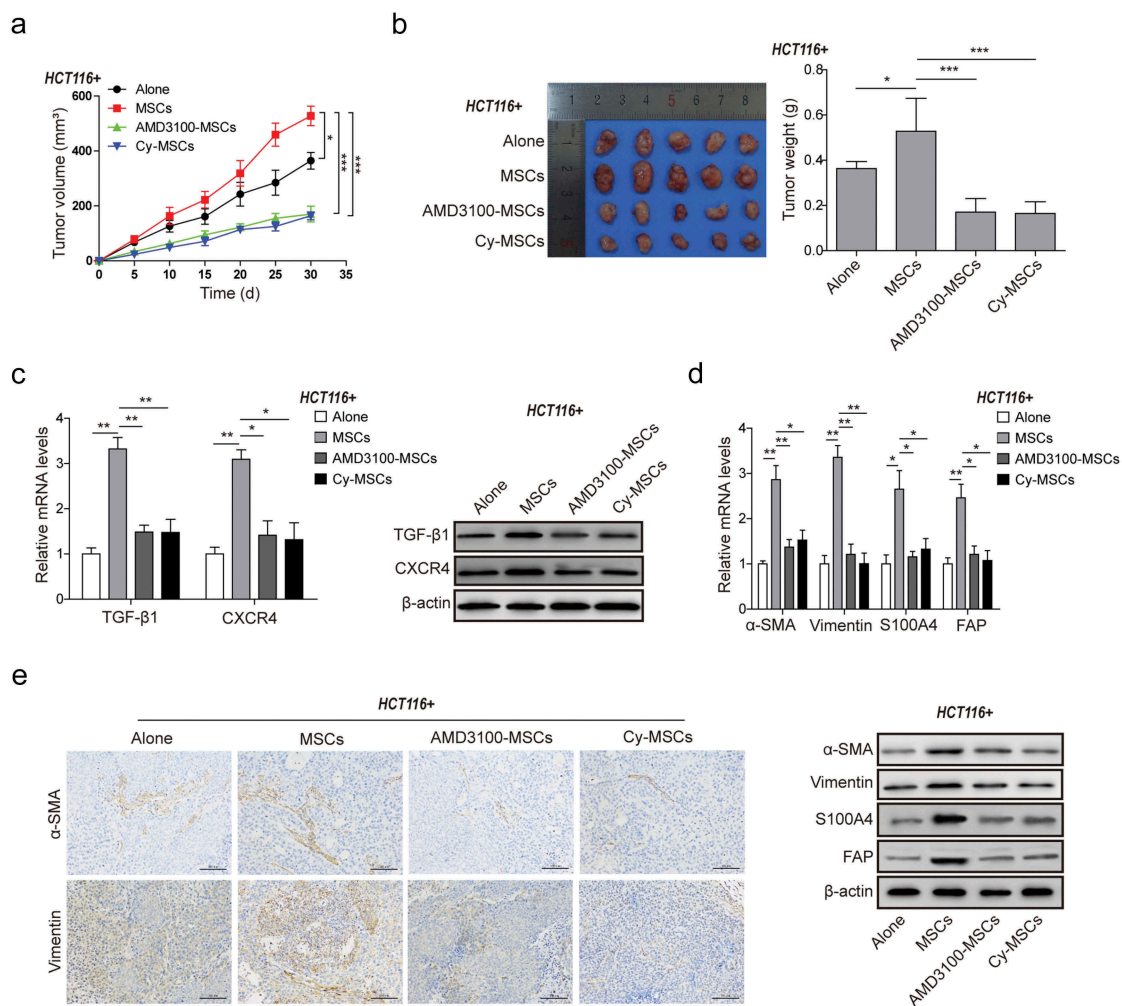 a
HCT116+
Alone
MSCs
AMD3100-MSCs
Cy-MSCs
Tumor volume (mm³)
600
400
200
0
0 5 10 15 20 25 30 35
Time (d)
*
***
***
b
HCT116+
Alone
MSCs
AMD3100-MSCs
Cy-MSCs
1 2 3 4 5 6 7 8
HCT116+
Tumor weight (g)
0.8
0.6
0.4
0.2
0.0
*
***
***
Alone
MSCs
AMD3100-MSCs
Cy-MSCs
c
HCT116+
Alone
MSCs
AMD3100-MSCs
Cy-MSCs
Relative mRNA levels
4
3
2
1
0
** ** **
** * *
TGF-β1 CXCR4
HCT116+
Alone MSCs AMD3100-MSCs Cy-MSCs
TGF-β1
CXCR4
β-actin
d
HCT116+
Alone
MSCs
AMD3100-MSCs
Cy-MSCs
Relative mRNA levels
4
3
2
1
0
** ** *
** ** **
* * *
** * *
α-SMA Vimentin S100A4 FAP
e
HCT116+
Alone MSCs AMD3100-MSCs Cy-MSCs
α-SMA
Vimentin
HCT116+
α-SMA
Vimentin
S100A4
FAP
β-actin
Alone MSCs AMD3100-MSCs Cy-MSCs